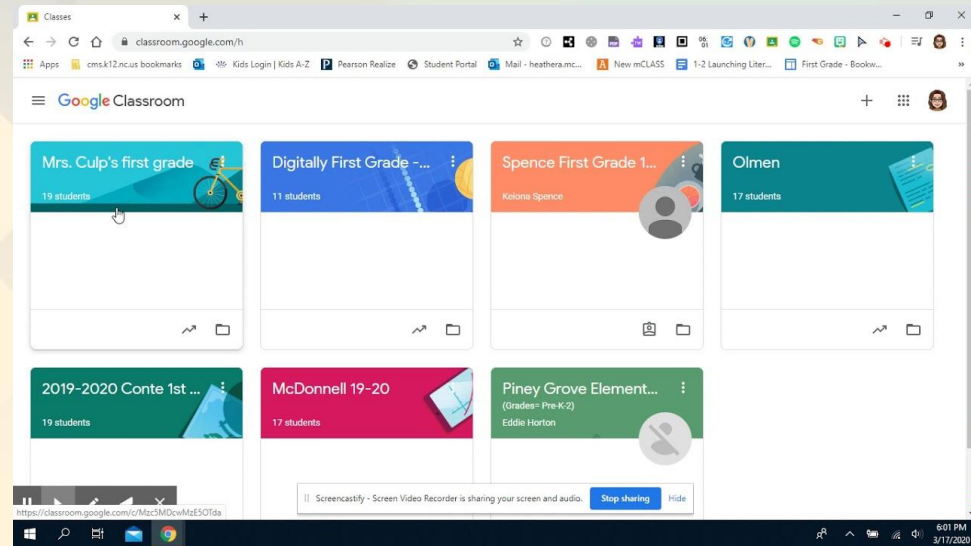 Classes
classroom.google.com/h
Apps cms.k12.nc.us bookmarks Kids Login | Kids A-Z Pearson Realize Student Portal Mail - heathera.mc... New mCLASS 1-2 Launching Liter... First Grade - Bookw... »
Google Classroom
Mrs. Culp's first grade
19 students
Digitally First Grade -...
11 students
Spence First Grade 1...
Keiona Spence
Olmen
17 students
2019-2020 Conte 1st ...
19 students
McDonnell 19-20
17 students
Piney Grove Element...
(Grades= Pre-K-2)
Eddie Horton
Screencastify - Screen Video Recorder is sharing your screen and audio. Stop sharing Hide
https://classroom.google.com/c/Mzc5MDcwMzE5OTda
6:01 PM
3/17/2020